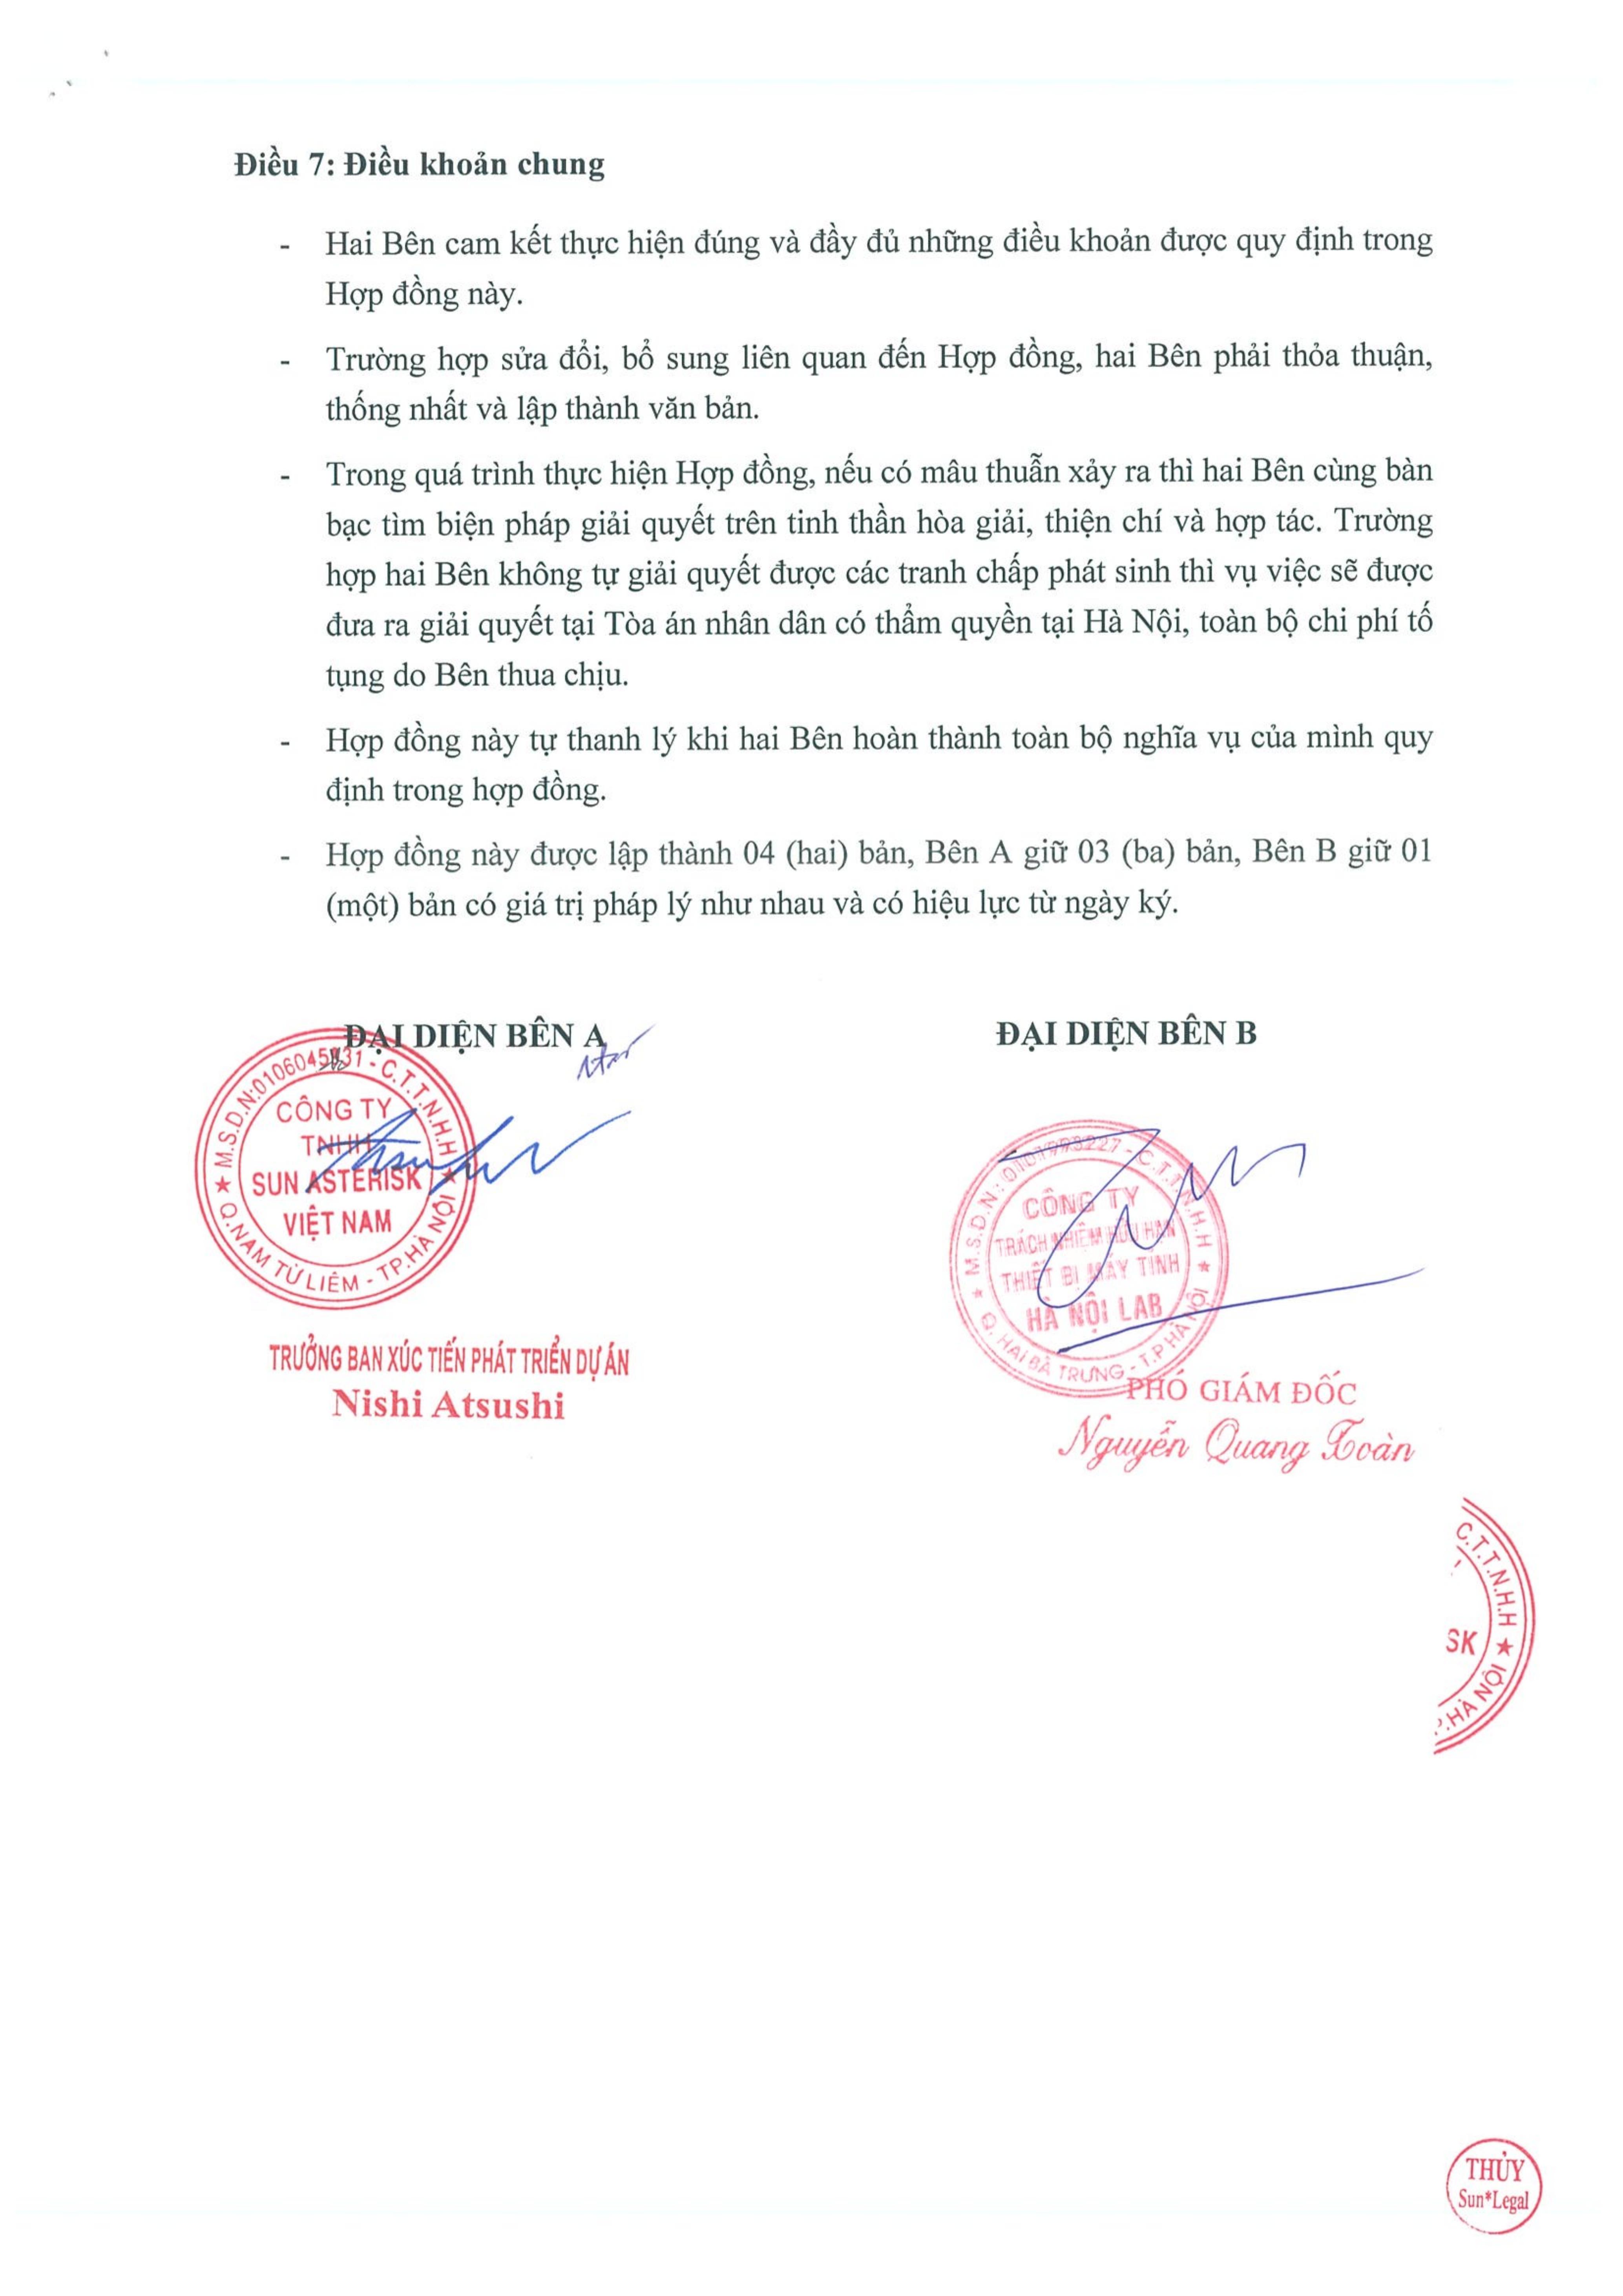 Điều 7: Điều khoản chung
- Hai Bên cam kết thực hiện đúng và đầy đủ những điều khoản được quy định trong
Hợp đồng này.
- Trường hợp sửa đổi, bổ sung liên quan đến Hợp đồng, hai Bên phải thỏa thuận,
thống nhất và lập thành văn bản.
- Trong quá trình thực hiện Hợp đồng, nếu có mâu thuẫn xảy ra thì hai Bên cùng bàn
bạc tìm biện pháp giải quyết trên tinh thần hòa giải, thiện chí và hợp tác. Trường
hợp hai Bên không tự giải quyết được các tranh chấp phát sinh thì vụ việc sẽ được
đưa ra giải quyết tại Tòa án nhân dân có thẩm quyền tại Hà Nội, toàn bộ chi phí tố
tụng do Bên thua chịu.
- Hợp đồng này tự thanh lý khi hai Bên hoàn thành toàn bộ nghĩa vụ của mình quy
định trong hợp đồng.
- Hợp đồng này được lập thành 04 (hai) bản, Bên A giữ 03 (ba) bản, Bên B giữ 01
(một) bản có giá trị pháp lý như nhau và có hiệu lực từ ngày ký.
ĐẠI DIỆN BÊN A
ĐẠI DIỆN BÊN B
C.T.T.N.H.H
CÔNG TY
TNHH
SUN ASTERISK
VIỆT NAM
Q.NAM TỪ LIÊM - TP.HÀ NỘI
TRƯỞNG BAN XÚC TIẾN PHÁT TRIỂN DỰ ÁN
Nishi Atsushi
C.T.T.N.H.H
CÔNG TY
TRÁCH NHIỆM HỮU HẠN
THIẾT BỊ MÁY TÍNH
HÀ NỘI LAB
Q. HAI BÀ TRƯNG - T.P HÀ NỘI
PHÓ GIÁM ĐỐC
Nguyễn Quang Toàn
C.T.T.N.H.H
SK
P.HÀ NỘI
THỦY
Sun*Legal